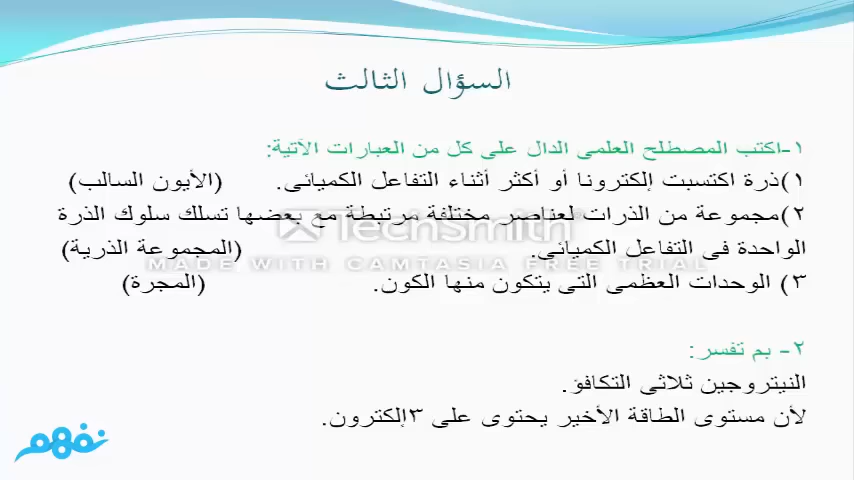 السؤال الثالث
١-اكتب المصطلح العلمى الدال على كل من العبارات الآتية:
١)ذرة اكتسبت إلكترونا أو أكثر أثناء التفاعل الكميائى. (الأيون السالب)
٢)مجموعة من الذرات لعناصر مختلفة مرتبطة مع بعضها تسلك سلوك الذرة
الواحدة فى التفاعل الكميائى. (المجموعة الذرية)
٣) الوحدات العظمى التى يتكون منها الكون. (المجرة)
TechSmith
MADE WITH CAMTASIA FREE TRIAL
٢- بم تفسر:
النيتروجين ثلاثى التكافؤ.
لأن مستوى الطاقة الأخير يحتوى على ٣إلكترون.
نفهم